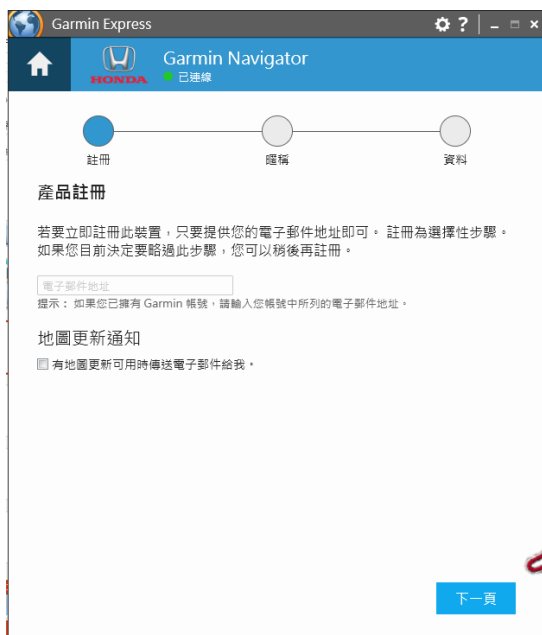 Garmin Express
?
HONDA
Garmin Navigator
已連線
註冊
暱稱
資料
產品註冊
若要立即註冊此裝置，只要提供您的電子郵件地址即可。 註冊為選擇性步驟。
如果您目前決定要略過此步驟，您可以稍後再註冊。
電子郵件地址
提示： 如果您已擁有 Garmin 帳號，請輸入您帳號中所列的電子郵件地址。
地圖更新通知
有地圖更新可用時傳送電子郵件給我。
下一頁